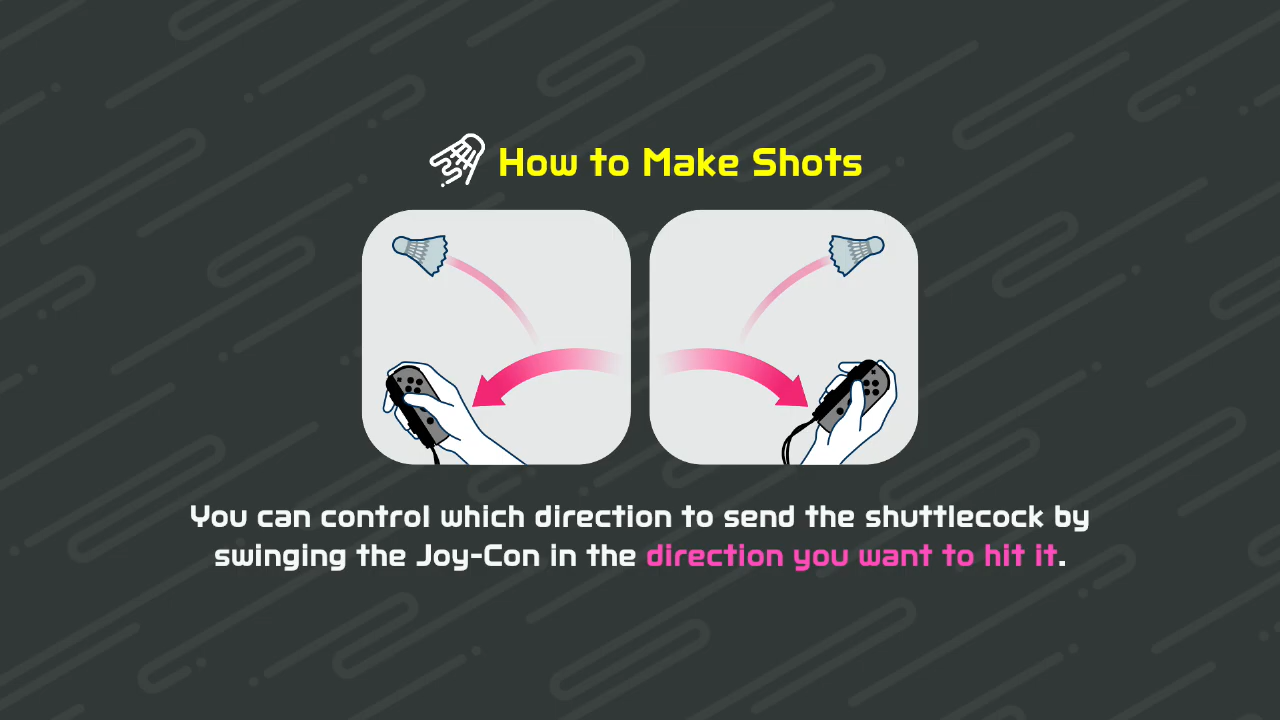 How to Make Shots
You can control which direction to send the shuttlecock by
swinging the Joy-Con in the direction you want to hit it.